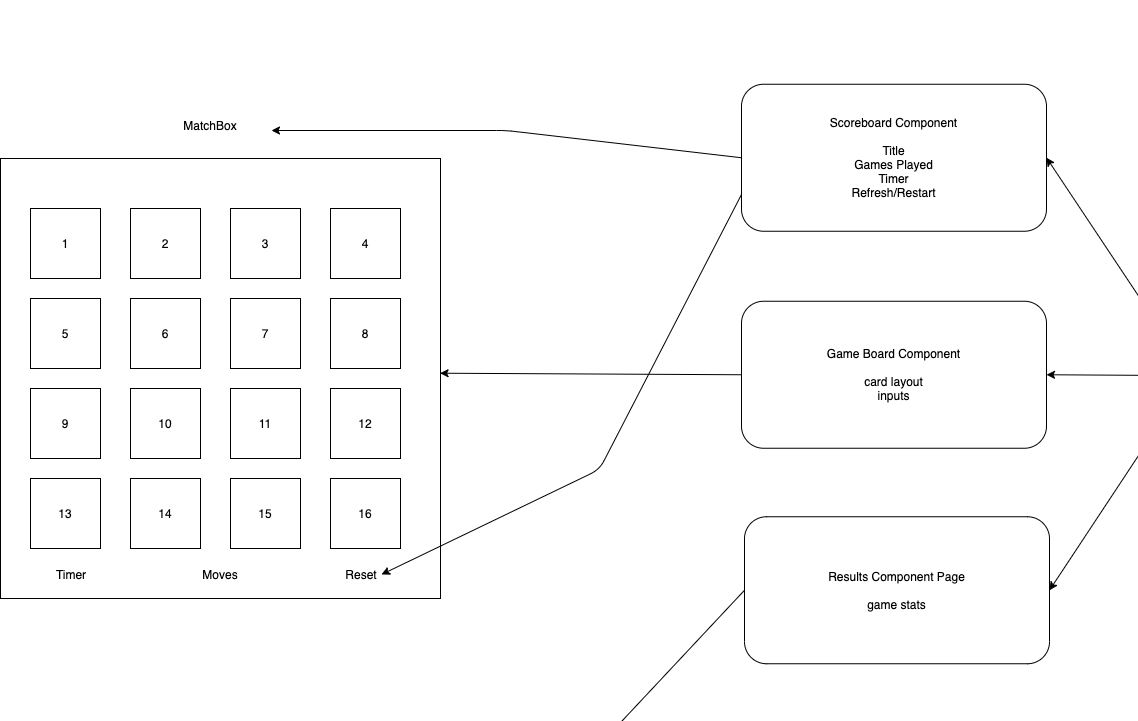 MatchBox
1
2
3
4
5
6
7
8
9
10
11
12
13
14
15
16
Timer
Moves
Reset
Scoreboard Component
Title
Games Played
Timer
Refresh/Restart
Game Board Component
card layout
inputs
Results Component Page
game stats